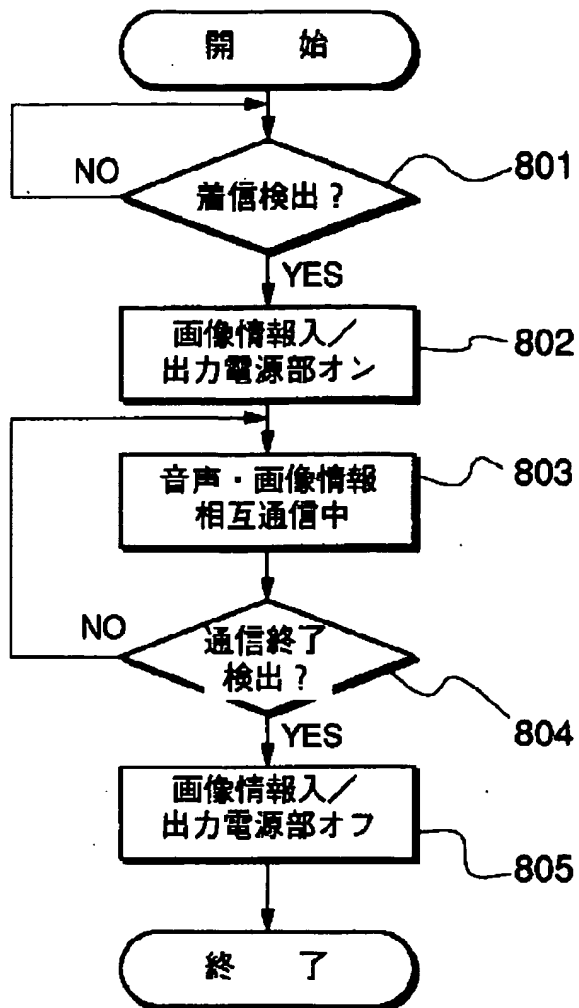 開 始
NO
着信検出?
801
YES
画像情報入/
出力電源部オン
802
音声・画像情報
相互通信中
803
NO
通信終了
検出?
804
YES
画像情報入/
出力電源部オフ
805
終 了